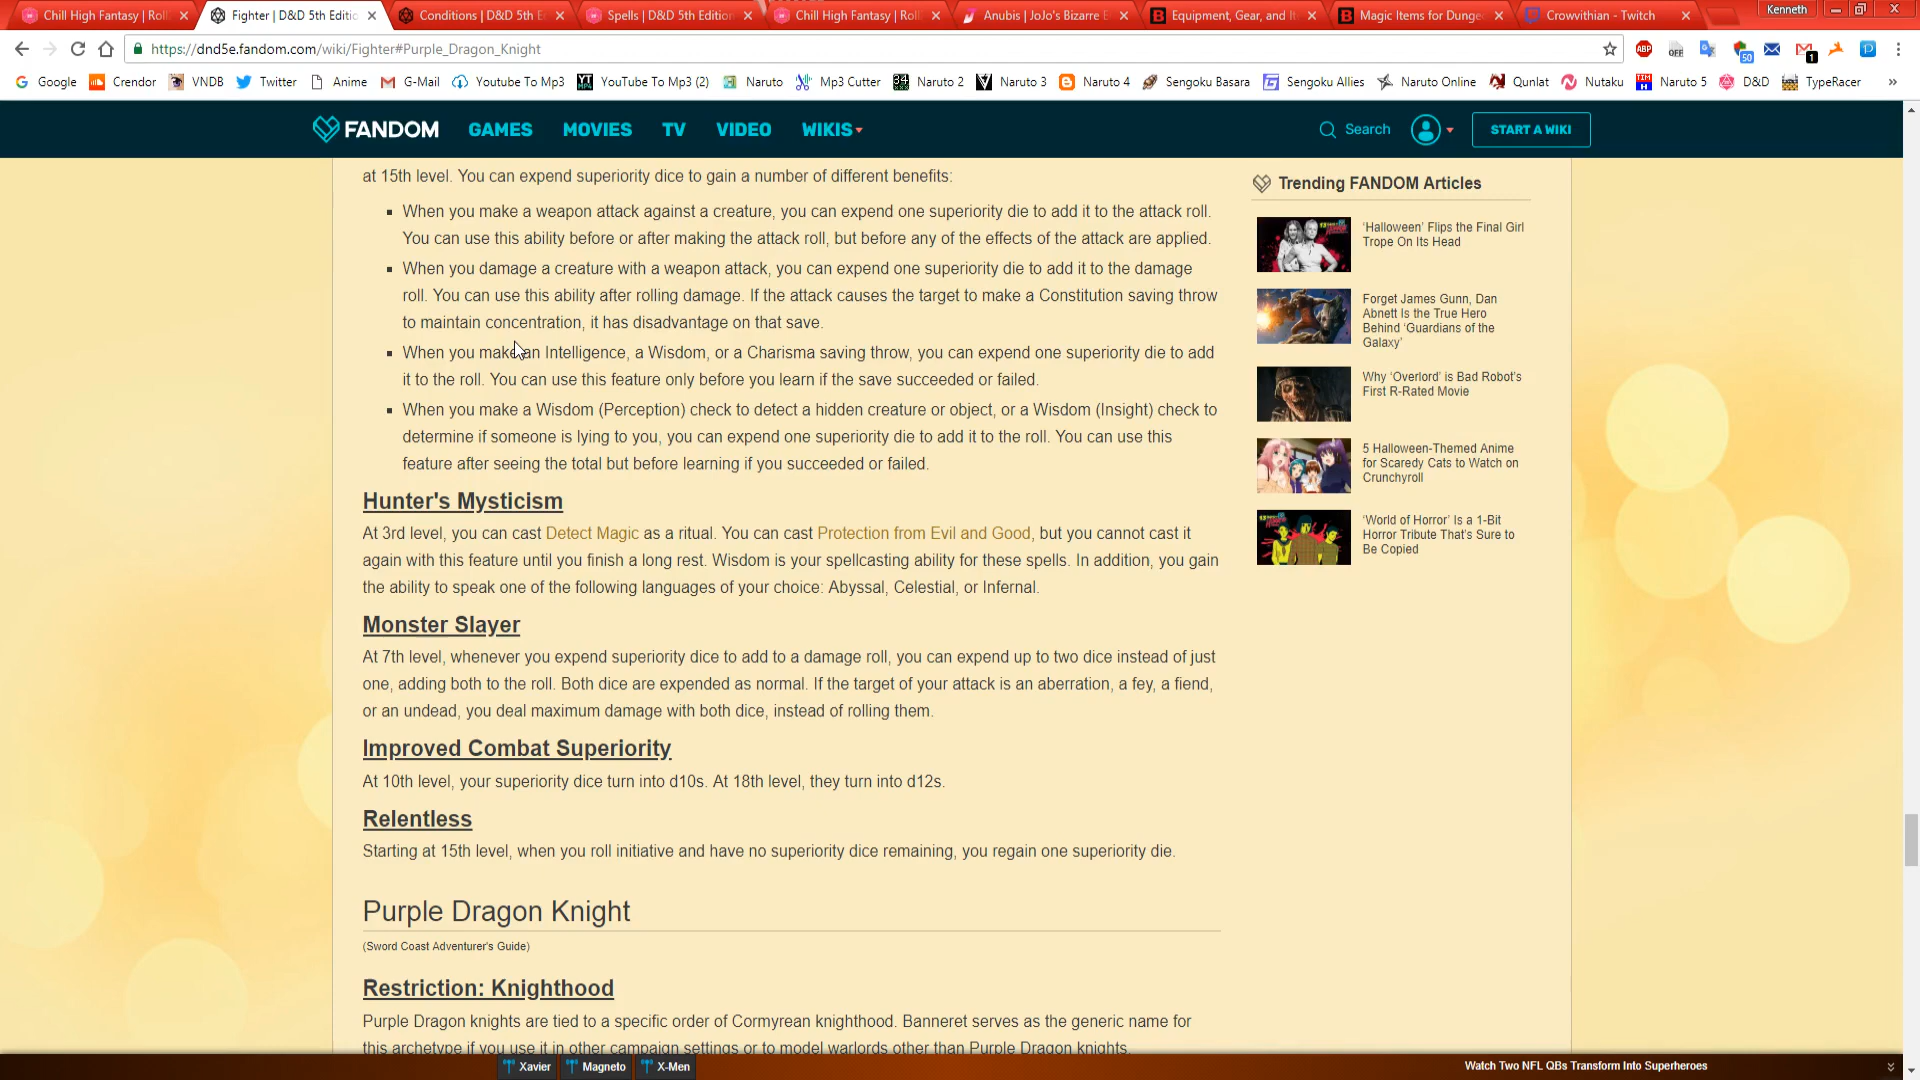 Chill High Fantasy | Roll
Fighter | D&D 5th Editio
Conditions | D&D 5th E
Spells | D&D 5th Edition
Chill High Fantasy | Roll
Anubis | JoJo's Bizarre E
Equipment, Gear, and It
Magic Items for Dunge
Crowvithian - Twitch
Kenneth
https://dnd5e.fandom.com/wiki/Fighter#Purple_Dragon_Knight
ABP
OFF
50
1
Google
Crendor
VNDB
Twitter
Anime
G-Mail
Youtube To Mp3
YouTube To Mp3 (2)
Naruto
Mp3 Cutter
Naruto 2
Naruto 3
Naruto 4
Sengoku Basara
Sengoku Allies
Naruto Online
Qunlat
Nutaku
Naruto 5
D&D
TypeRacer
»
FANDOM
GAMES
MOVIES
TV
VIDEO
WIKIS
Search
START A WIKI
at 15th level. You can expend superiority dice to gain a number of different benefits:
When you make a weapon attack against a creature, you can expend one superiority die to add it to the attack roll.
You can use this ability before or after making the attack roll, but before any of the effects of the attack are applied.
When you damage a creature with a weapon attack, you can expend one superiority die to add it to the damage
roll. You can use this ability after rolling damage. If the attack causes the target to make a Constitution saving throw
to maintain concentration, it has disadvantage on that save.
When you make an Intelligence, a Wisdom, or a Charisma saving throw, you can expend one superiority die to add
it to the roll. You can use this feature only before you learn if the save succeeded or failed.
When you make a Wisdom (Perception) check to detect a hidden creature or object, or a Wisdom (Insight) check to
determine if someone is lying to you, you can expend one superiority die to add it to the roll. You can use this
feature after seeing the total but before learning if you succeeded or failed.
Hunter's Mysticism
At 3rd level, you can cast Detect Magic as a ritual. You can cast Protection from Evil and Good, but you cannot cast it
again with this feature until you finish a long rest. Wisdom is your spellcasting ability for these spells. In addition, you gain
the ability to speak one of the following languages of your choice: Abyssal, Celestial, or Infernal.
Monster Slayer
At 7th level, whenever you expend superiority dice to add to a damage roll, you can expend up to two dice instead of just
one, adding both to the roll. Both dice are expended as normal. If the target of your attack is an aberration, a fey, a fiend,
or an undead, you deal maximum damage with both dice, instead of rolling them.
Improved Combat Superiority
At 10th level, your superiority dice turn into d10s. At 18th level, they turn into d12s.
Relentless
Starting at 15th level, when you roll initiative and have no superiority dice remaining, you regain one superiority die.
Purple Dragon Knight
(Sword Coast Adventurer's Guide)
Restriction: Knighthood
Purple Dragon knights are tied to a specific order of Cormyrean knighthood. Banneret serves as the generic name for
this archetype if you use it in other campaign settings or to model warlords other than Purple Dragon knights.
Trending FANDOM Articles
'Halloween' Flips the Final Girl
Trope On Its Head
Forget James Gunn, Dan
Abnett Is the True Hero
Behind 'Guardians of the
Galaxy'
Why 'Overlord' is Bad Robot's
First R-Rated Movie
5 Halloween-Themed Anime
for Scaredy Cats to Watch on
Crunchyroll
'World of Horror' Is a 1-Bit
Horror Tribute That's Sure to
Be Copied
Xavier
Magneto
X-Men
Watch Two NFL QBs Transform Into Superheroes